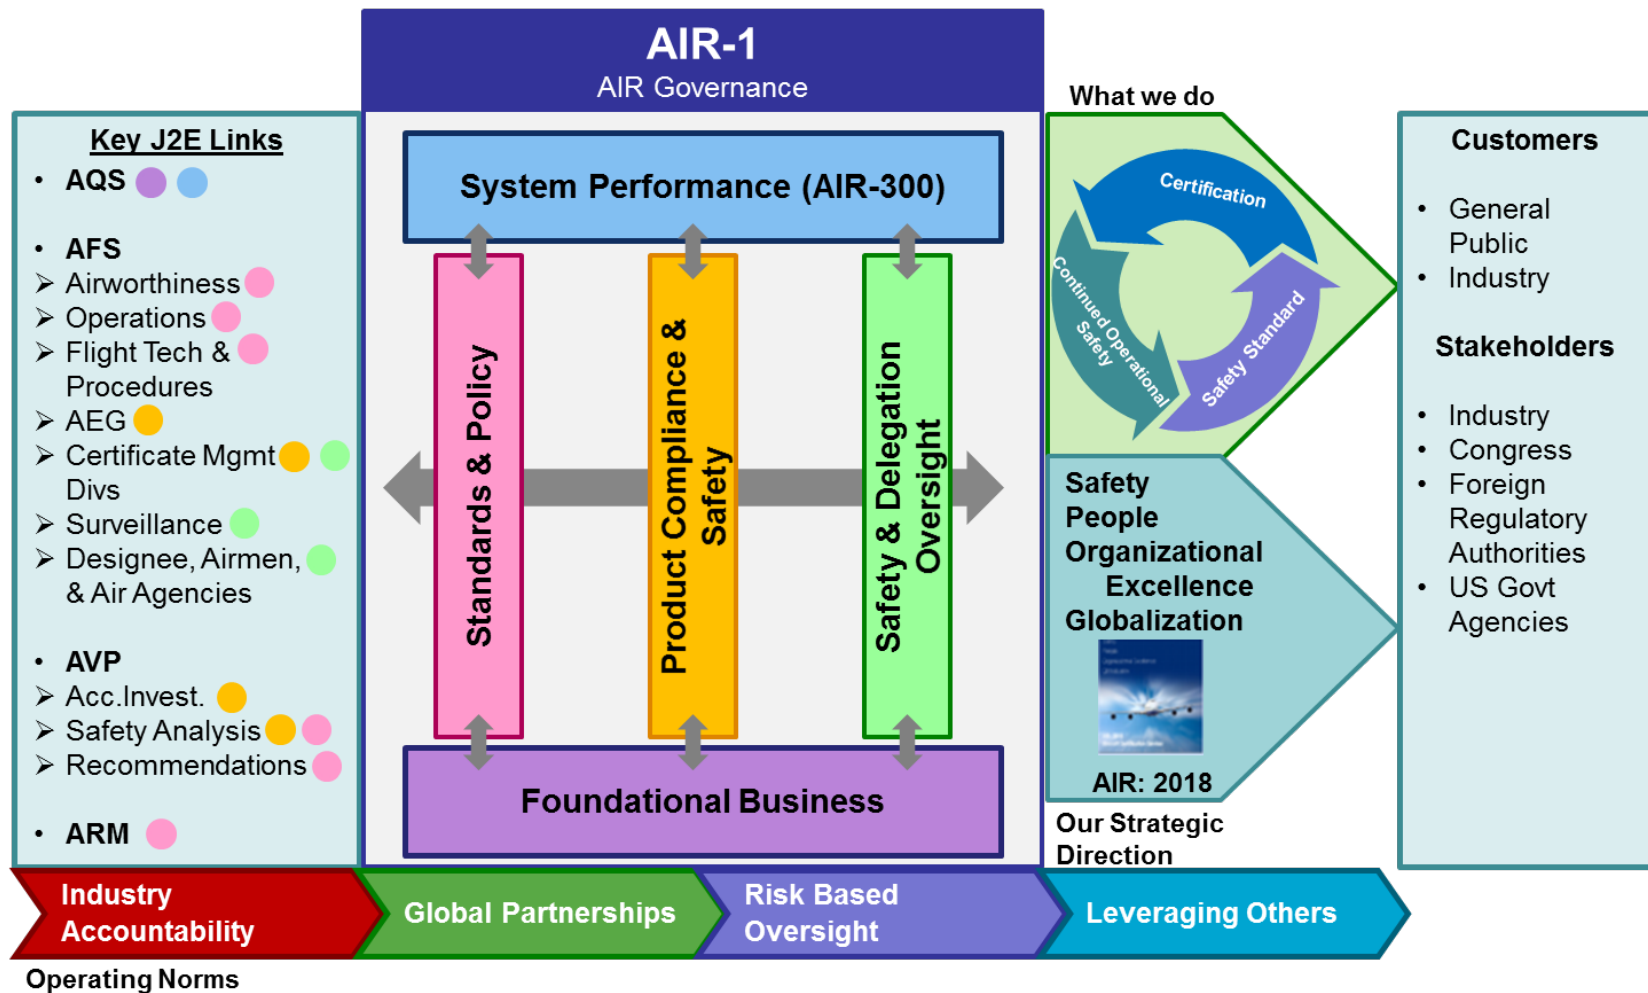 AIR-1
AIR Governance
Key J2E Links
• AQS
• AFS
➢ Airworthiness
➢ Operations
➢ Flight Tech &
Procedures
➢ AEG
➢ Certificate Mgmt
Divs
➢ Surveillance
➢ Designee, Airmen,
& Air Agencies
• AVP
➢ Acc.Invest.
➢ Safety Analysis
➢ Recommendations
• ARM
System Performance (AIR-300)
Standards & Policy
Product Compliance &
Safety
Safety & Delegation
Oversight
Foundational Business
What we do
Certification
Safety Standard
Continued Operational
Safety
Safety
People
Organizational
Excellence
Globalization
AIR: 2018
Our Strategic
Direction
Customers
• General
Public
• Industry
Stakeholders
• Industry
• Congress
• Foreign
Regulatory
Authorities
• US Govt
Agencies
Industry
Accountability
Global Partnerships
Risk Based
Oversight
Leveraging Others
Operating Norms